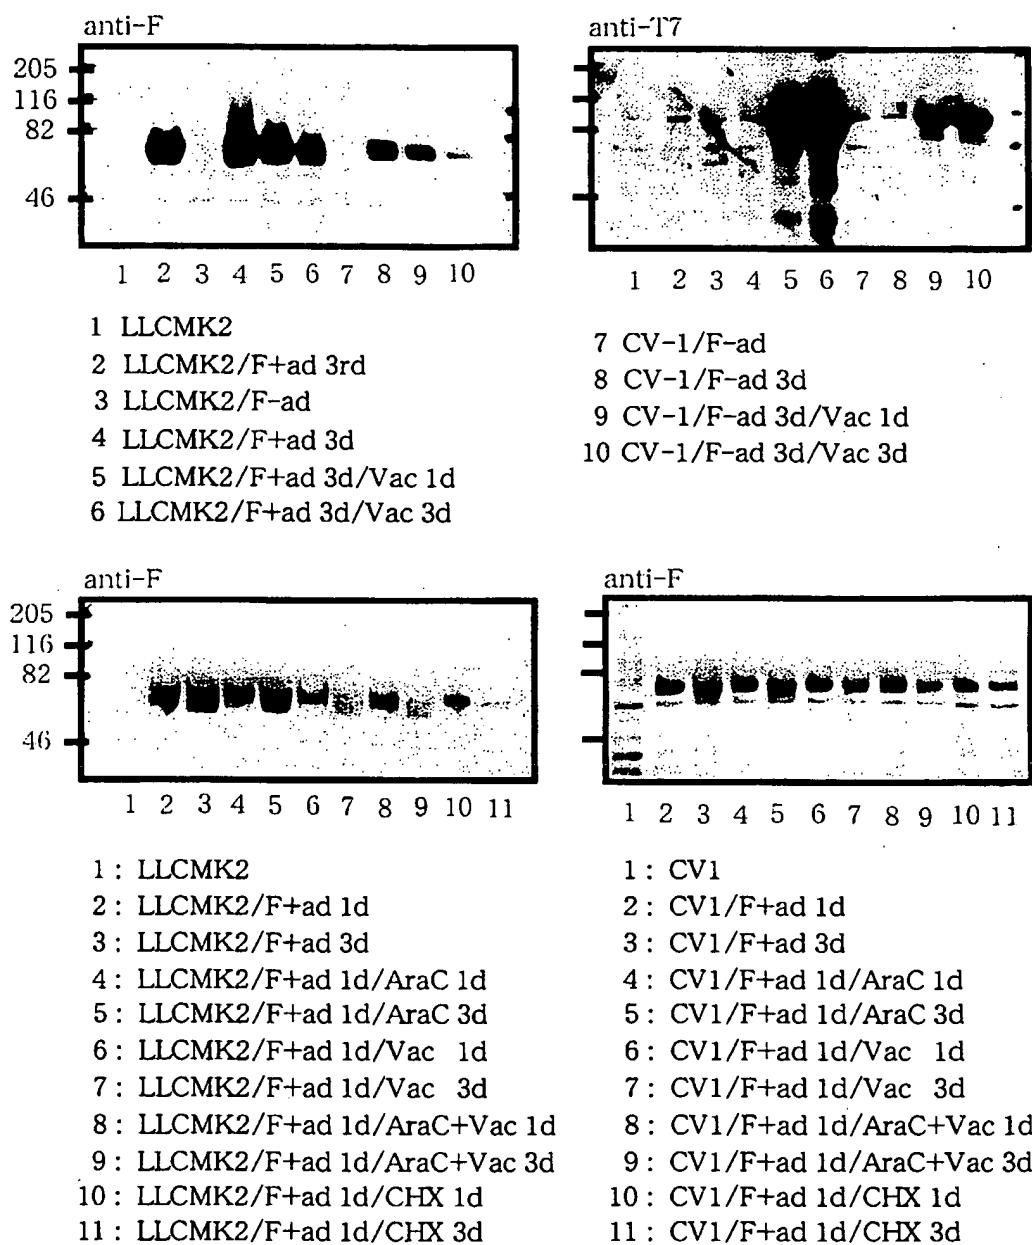 anti-F
205
116
82
46
1 2 3 4 5 6 7 8 9 10
anti-T7
1 2 3 4 5 6 7 8 9 10
1 LLCMK2
2 LLCMK2/F+ad 3rd
3 LLCMK2/F-ad
4 LLCMK2/F+ad 3d
5 LLCMK2/F+ad 3d/Vac 1d
6 LLCMK2/F+ad 3d/Vac 3d
7 CV-1/F-ad
8 CV-1/F-ad 3d
9 CV-1/F-ad 3d/Vac 1d
10 CV-1/F-ad 3d/Vac 3d
anti-F
205
116
82
46
1 2 3 4 5 6 7 8 9 10 11
1 : LLCMK2
2 : LLCMK2/F+ad 1d
3 : LLCMK2/F+ad 3d
4 : LLCMK2/F+ad 1d/AraC 1d
5 : LLCMK2/F+ad 1d/AraC 3d
6 : LLCMK2/F+ad 1d/Vac 1d
7 : LLCMK2/F+ad 1d/Vac 3d
8 : LLCMK2/F+ad 1d/AraC+Vac 1d
9 : LLCMK2/F+ad 1d/AraC+Vac 3d
10 : LLCMK2/F+ad 1d/CHX 1d
11 : LLCMK2/F+ad 1d/CHX 3d
anti-F
1 2 3 4 5 6 7 8 9 10 11
1 : CV1
2 : CV1/F+ad 1d
3 : CV1/F+ad 3d
4 : CV1/F+ad 1d/AraC 1d
5 : CV1/F+ad 1d/AraC 3d
6 : CV1/F+ad 1d/Vac 1d
7 : CV1/F+ad 1d/Vac 3d
8 : CV1/F+ad 1d/AraC+Vac 1d
9 : CV1/F+ad 1d/AraC+Vac 3d
10 : CV1/F+ad 1d/CHX 1d
11 : CV1/F+ad 1d/CHX 3d